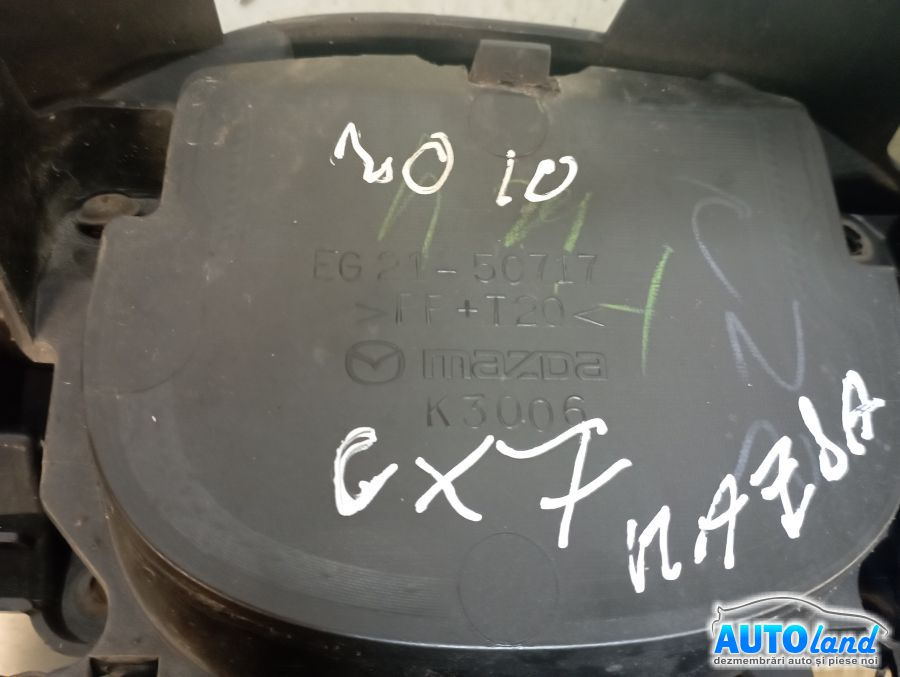 2010
EG21-50717
>PP+T20<
mazda
K3006
CX7
MAZDA
AUTOland
dezmembrări auto și piese noi